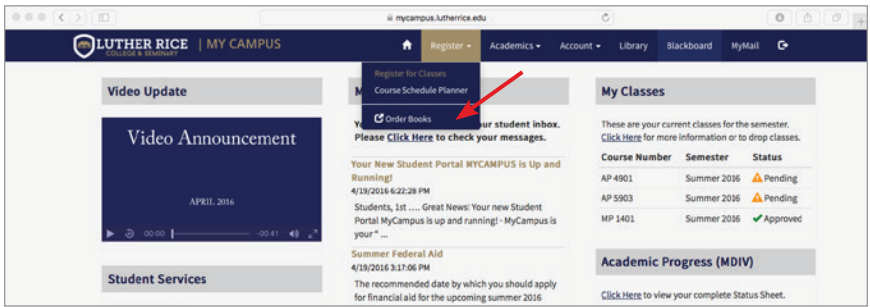 mycampus.lutherrice.edu
LUTHER RICE
COLLEGE & SEMINARY
MY CAMPUS
Register
Academics
Account
Library
Blackboard
MyMail
Register for Classes
Course Schedule Planner
Order Books
Video Update
Video Announcement
APRIL 2016
00:00
-00:41
Student Services
M
Yo
ur student inbox.
Please Click Here to check your messages.
Your New Student Portal MYCAMPUS is Up and
Running!
4/19/2016 6:22:28 PM
Students, 1st .... Great News! Your new Student
Portal MyCampus is up and running! - MyCampus is
your " ...
Summer Federal Aid
4/19/2016 3:17:06 PM
The recommended date by which you should apply
for financial aid for the upcoming summer 2016
My Classes
These are your current classes for the semester.
Click Here for more information or to drop classes.
Course Number Semester Status
AP 4901 Summer 2016 Pending
AP 5903 Summer 2016 Pending
MP 1401 Summer 2016 Approved
Academic Progress (MDIV)
Click Here to view your complete Status Sheet.